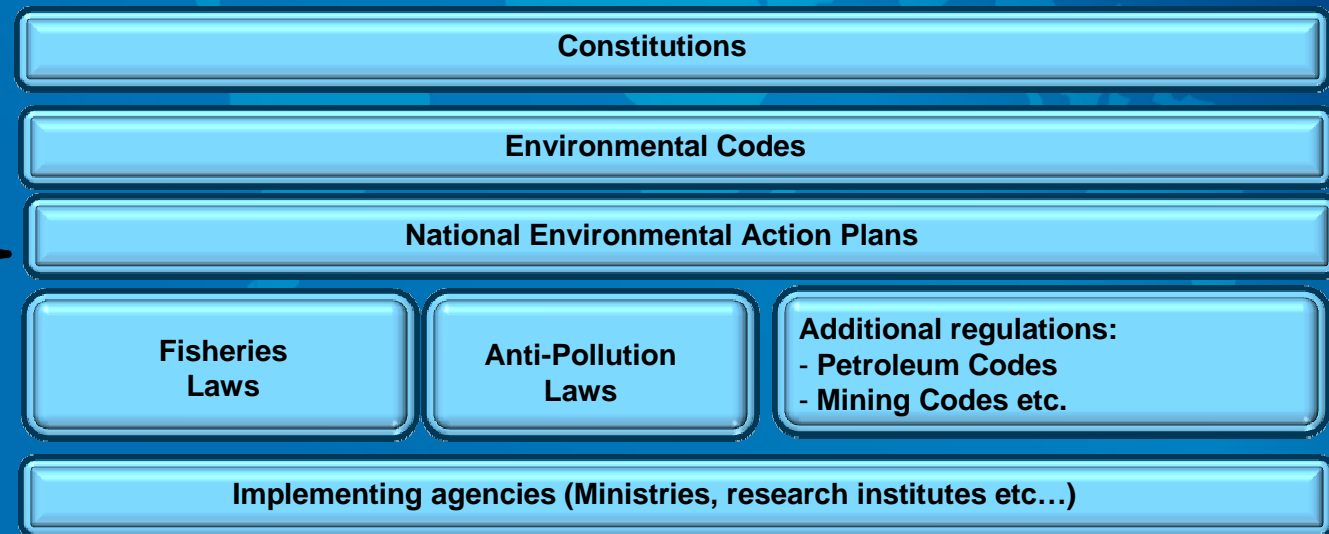 Constitutions
Environmental Codes
National Environmental Action Plans
Fisheries
Laws
Anti-Pollution
Laws
Additional regulations:
- Petroleum Codes
- Mining Codes etc.
Implementing agencies (Ministries, research institutes etc…)